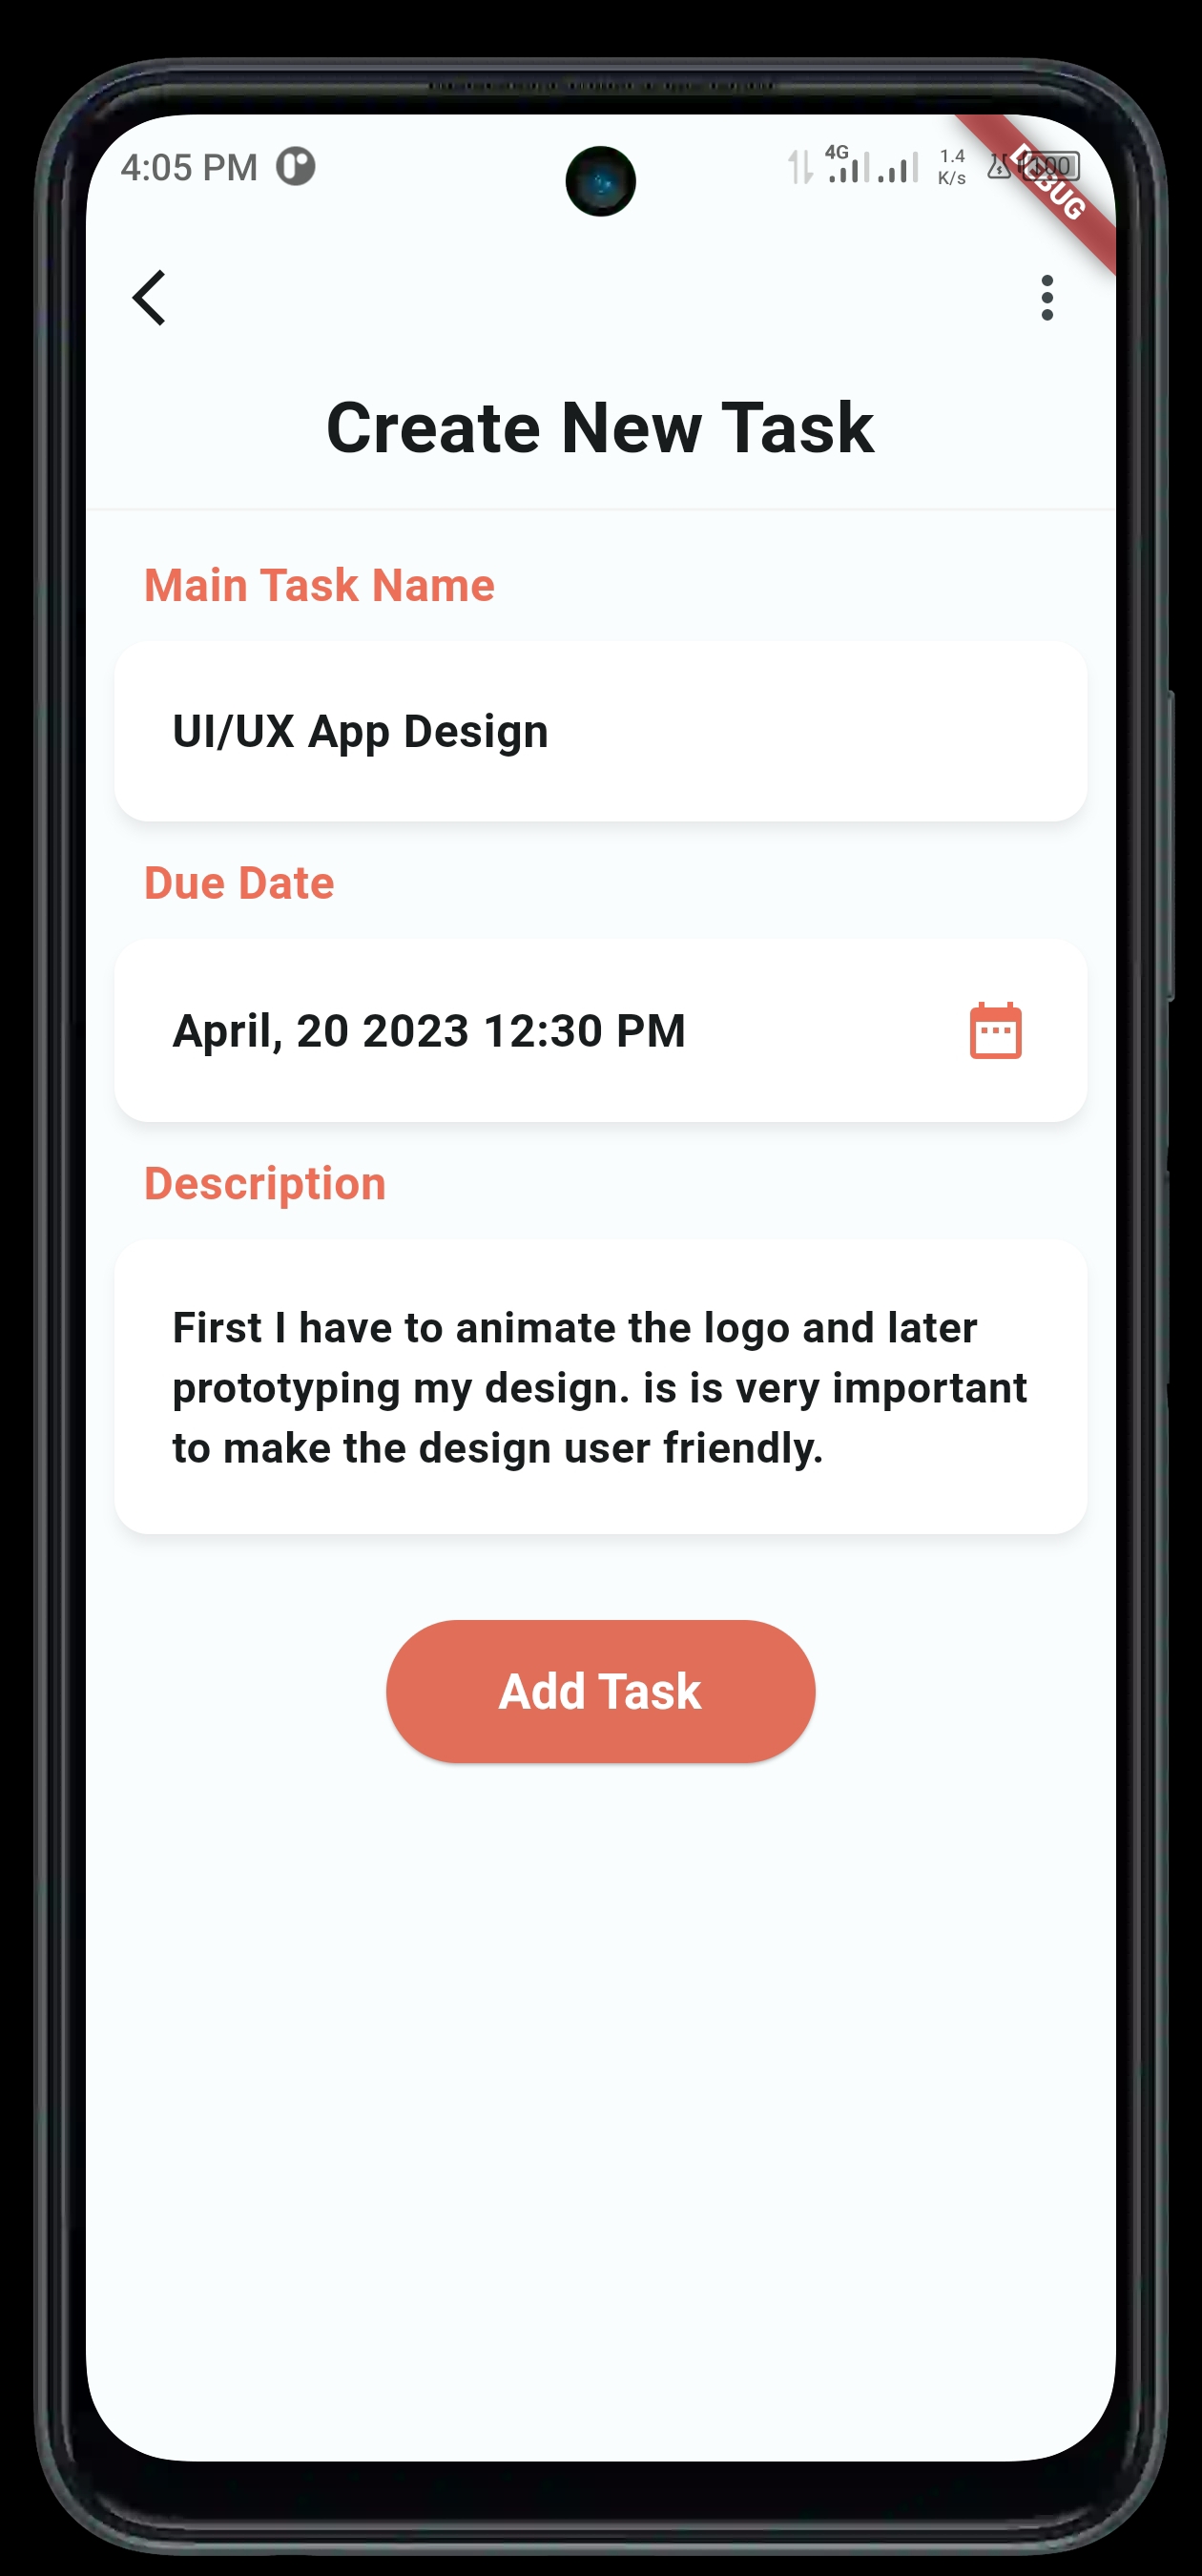 4:05 PM
4G
1.4
K/s
100
DEBUG
Create New Task
Main Task Name
UI/UX App Design
Due Date
April, 20 2023 12:30 PM
Description
First I have to animate the logo and later
prototyping my design. is is very important
to make the design user friendly.
Add Task